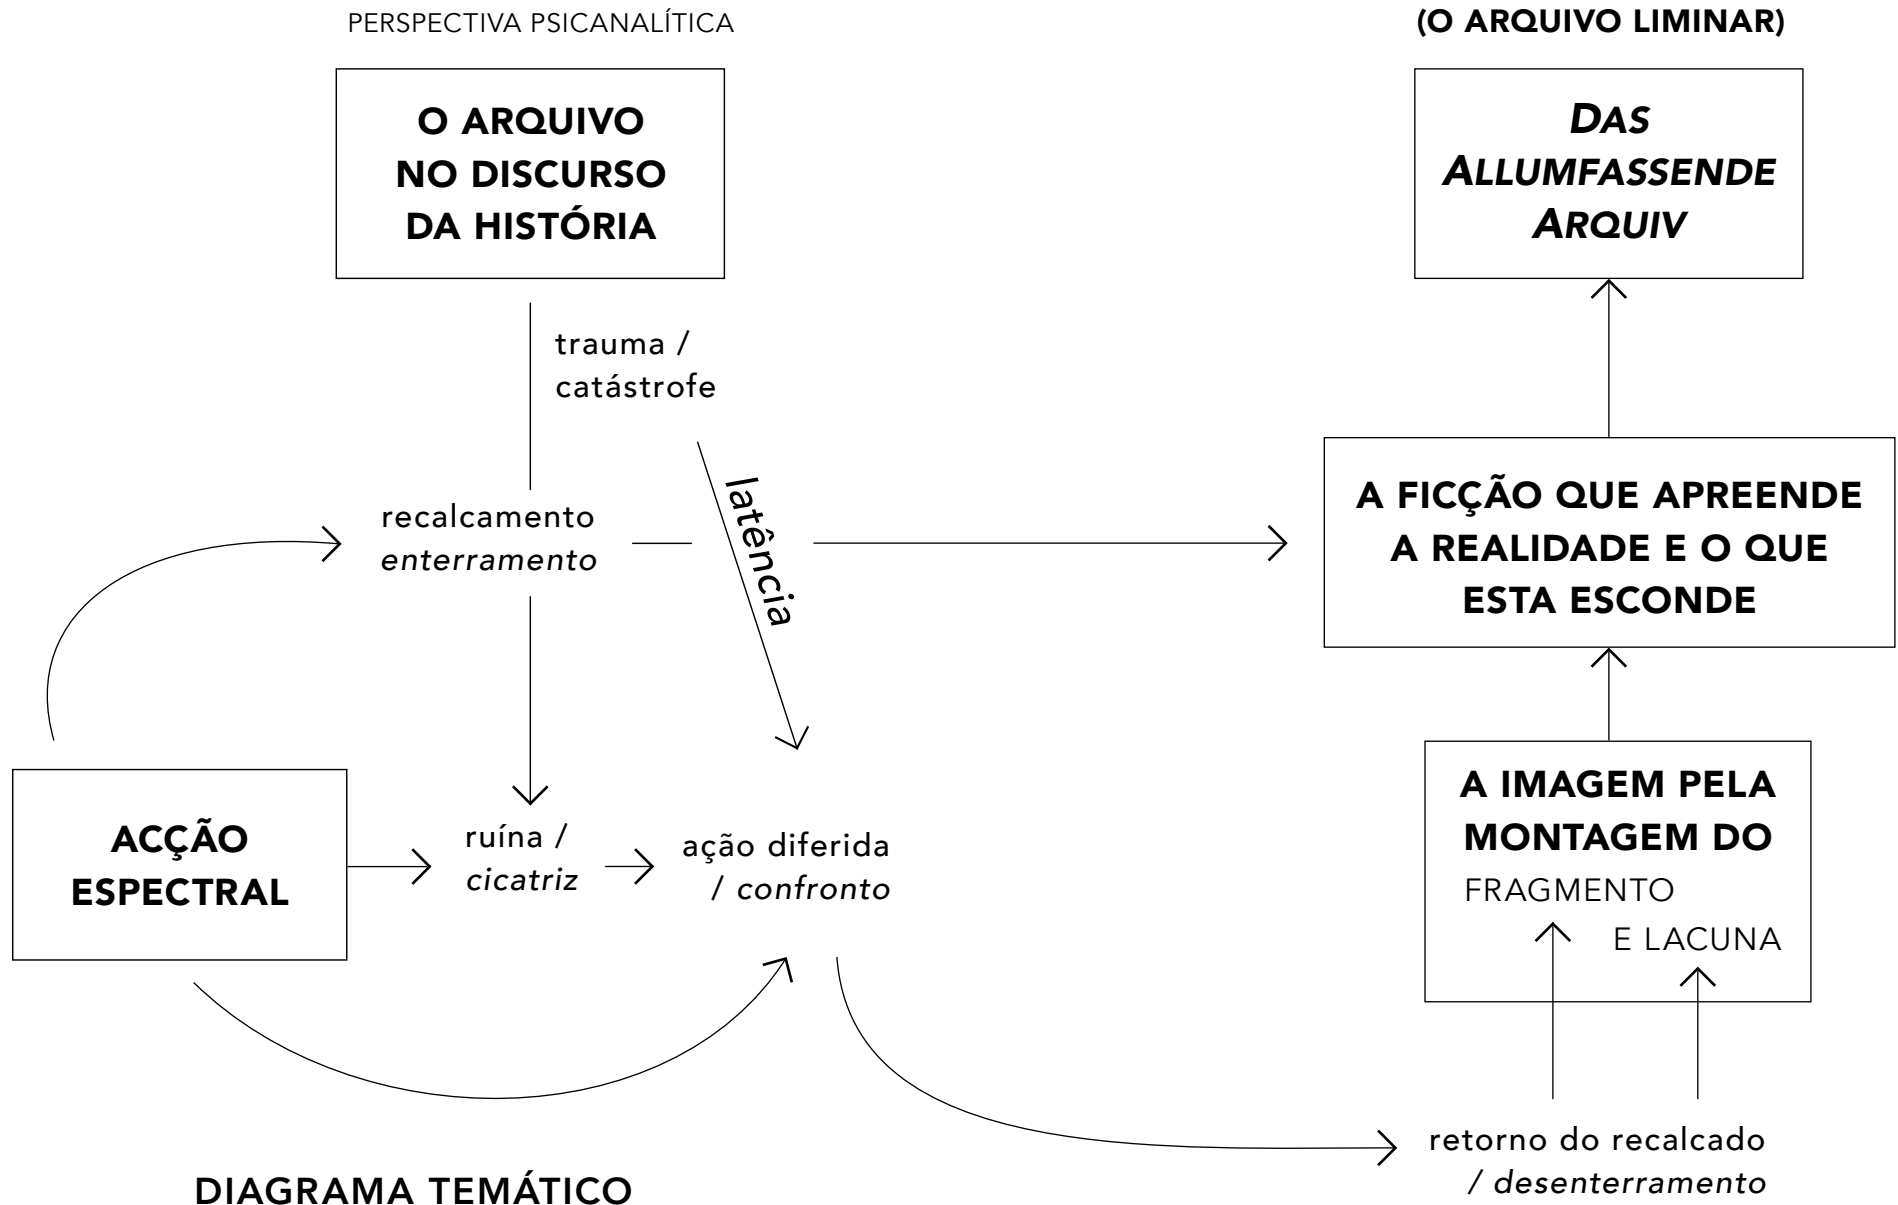 PERSPECTIVA PSICANALÍTICA
O ARQUIVO
NO DISCURSO
DA HISTÓRIA
(O ARQUIVO LIMINAR)
DAS
ALLUMFASSENDE
ARQUIV
trauma /
catástrofe
latência
recalcamento
enterramento
A FICÇÃO QUE APREENDE
A REALIDADE E O QUE
ESTA ESCONDE
ACÇÃO
ESPECTRAL
ruína /
cicatriz
ação diferida
/ confronto
A IMAGEM PELA
MONTAGEM DO
FRAGMENTO
E LACUNA
retorno do recalcado
/ desenterramento
DIAGRAMA TEMÁTICO